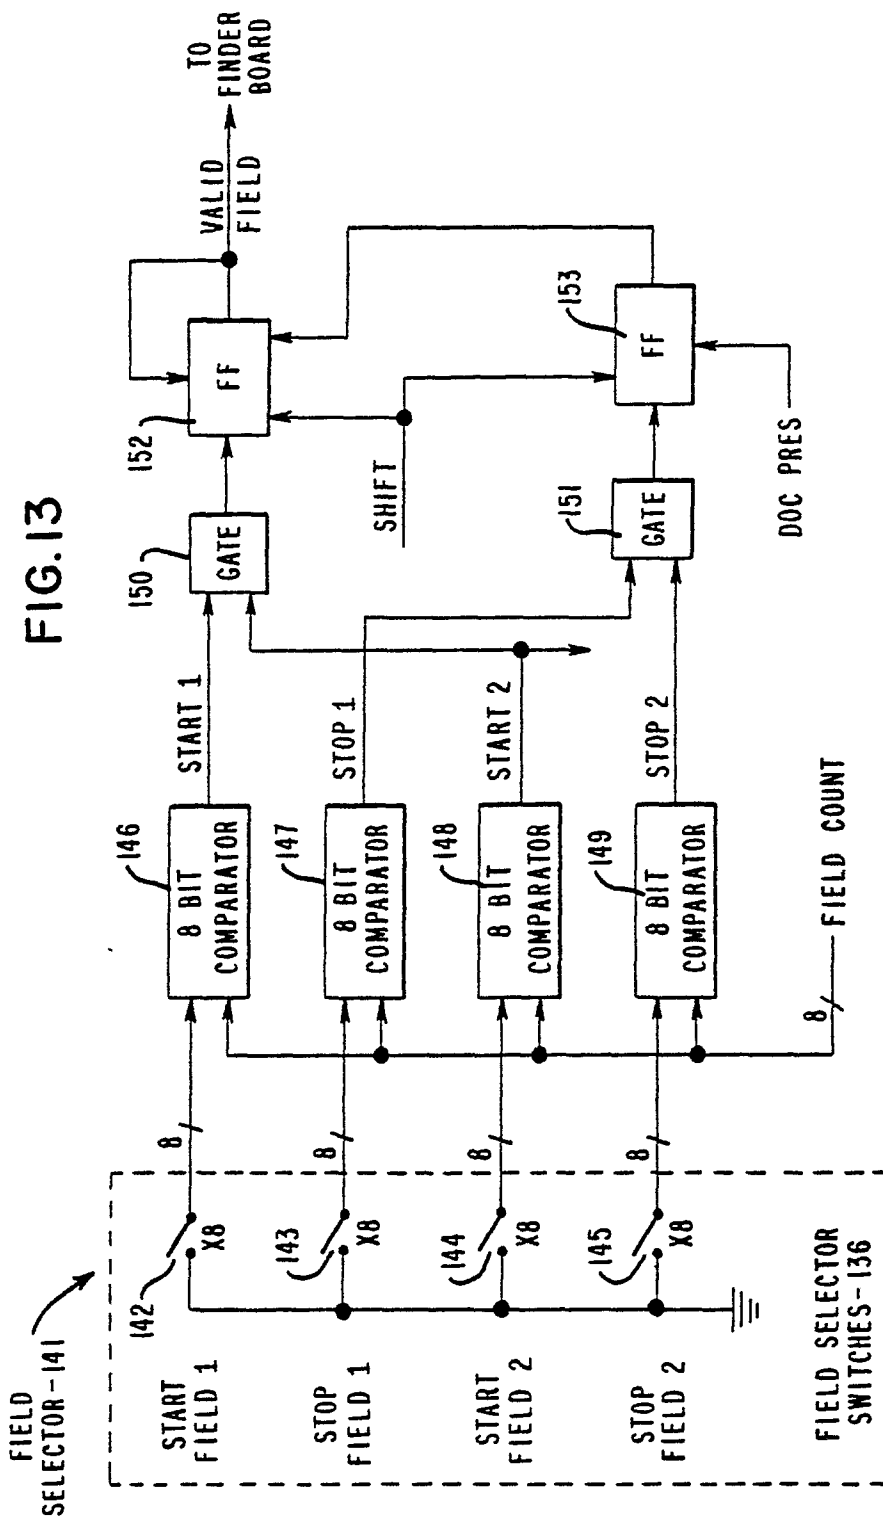 FIG.13
FIELD
SELECTOR-141
START
FIELD 1
STOP
FIELD 1
START
FIELD 2
STOP
FIELD 2
FIELD SELECTOR
SWITCHES-136
142
X8
143
X8
144
X8
145
X8
8
8
8
8
146
8 BIT
COMPARATOR
147
8 BIT
COMPARATOR
148
8 BIT
COMPARATOR
149
8 BIT
COMPARATOR
8
FIELD COUNT
START 1
STOP 1
START 2
STOP 2
150
GATE
151
GATE
SHIFT
DOC PRES
152
FF
153
FF
VALID
FIELD
TO
FINDER
BOARD